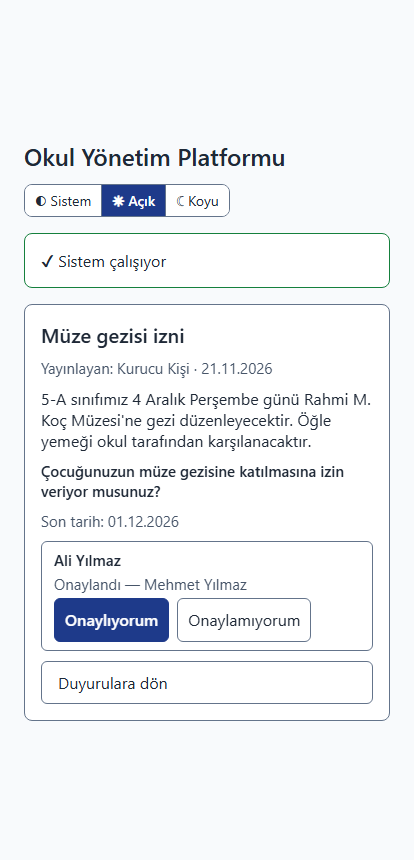 Okul Yönetim Platformu
Sistem
Açık
Koyu
✓ Sistem çalışıyor
Müze gezisi izni
Yayınlayan: Kurucu Kişi · 21.11.2026
5-A sınıfımız 4 Aralık Perşembe günü Rahmi M.
Koç Müzesi'ne gezi düzenleyecektir. Öğle
yemeği okul tarafından karşılanacaktır.
Çocuğunuzun müze gezisine katılmasına izin
veriyor musunuz?
Son tarih: 01.12.2026
Ali Yılmaz
Onaylandı — Mehmet Yılmaz
Onaylıyorum
Onaylamıyorum
Duyurulara dön